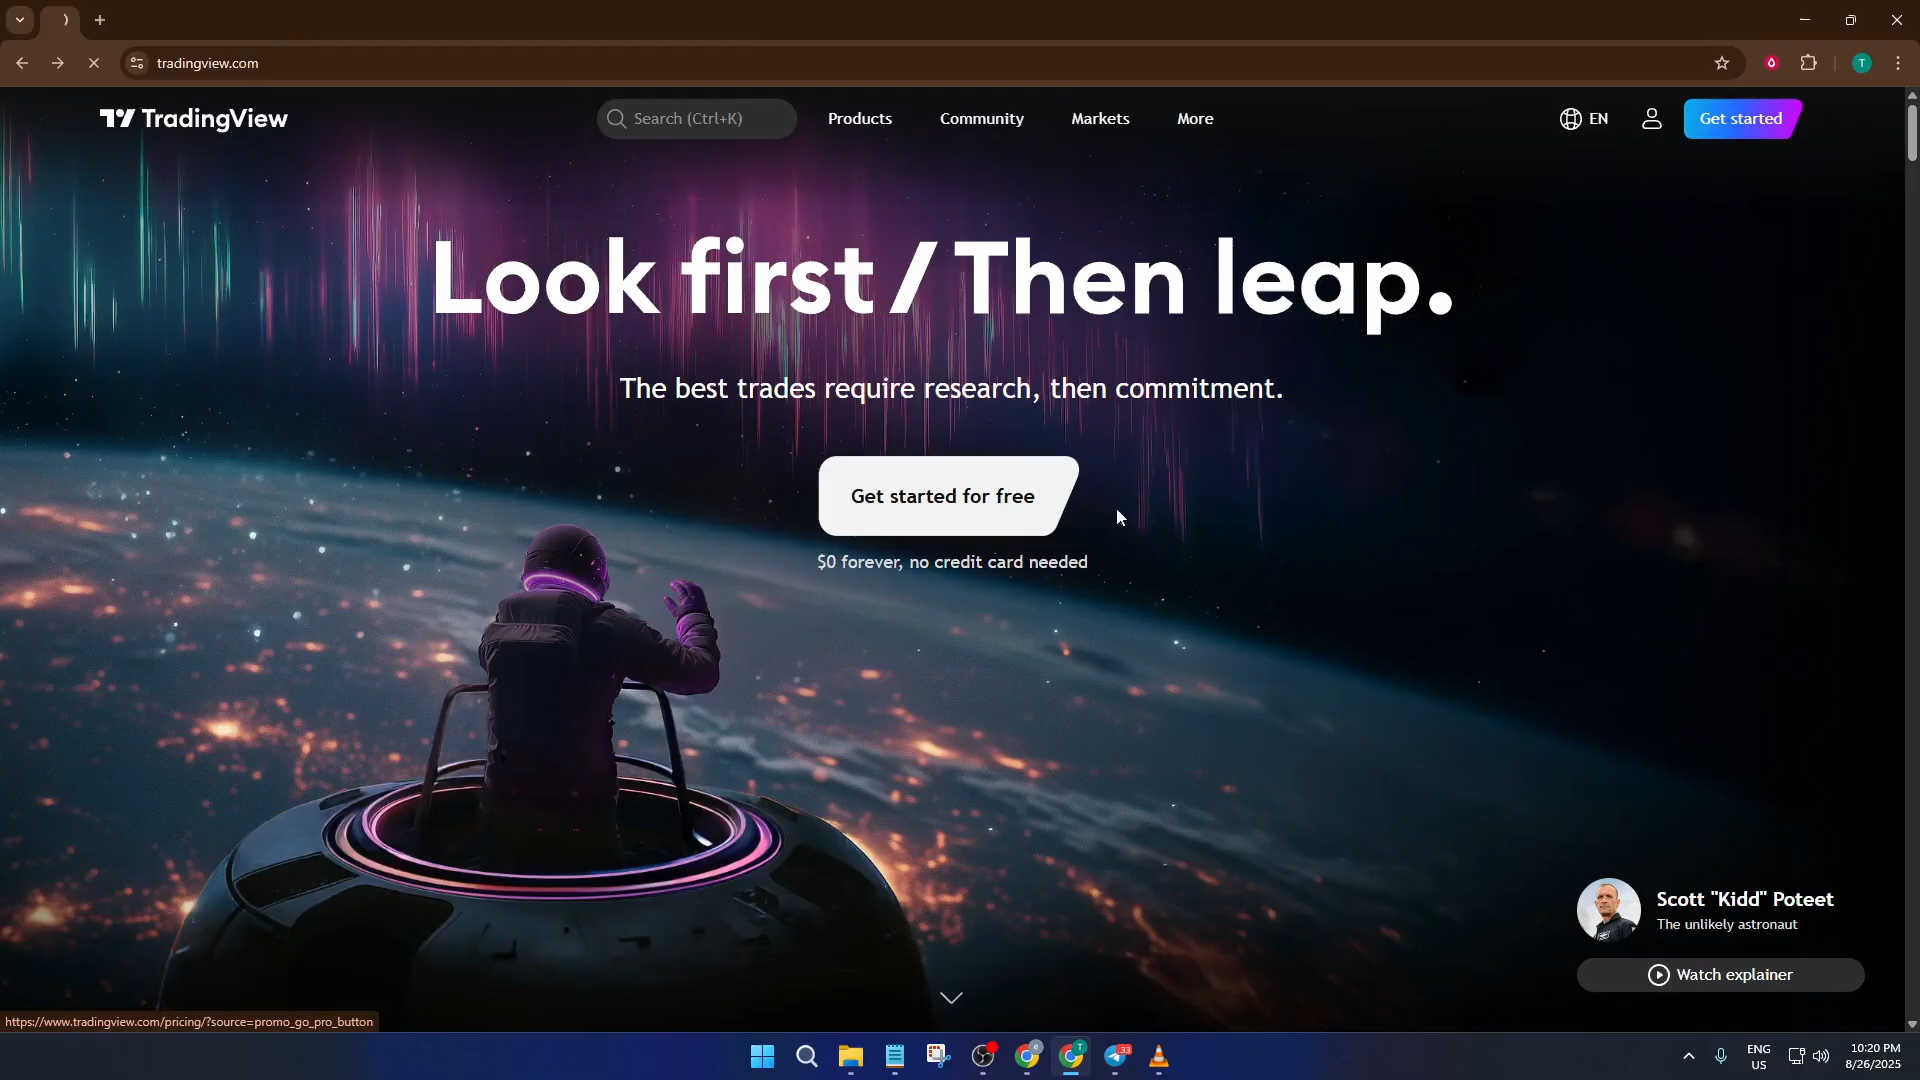 tradingview.com
T
TradingView
Search (Ctrl+K)
Products
Community
Markets
More
EN
Get started
Look first / Then leap.
The best trades require research, then commitment.
Get started for free
$0 forever, no credit card needed
Scott "Kidd" Poteet
The unlikely astronaut
Watch explainer
https://www.tradingview.com/pricing/?source=promo_go_pro_button
e
T
33
ENG
US
10:20 PM
8/26/2025